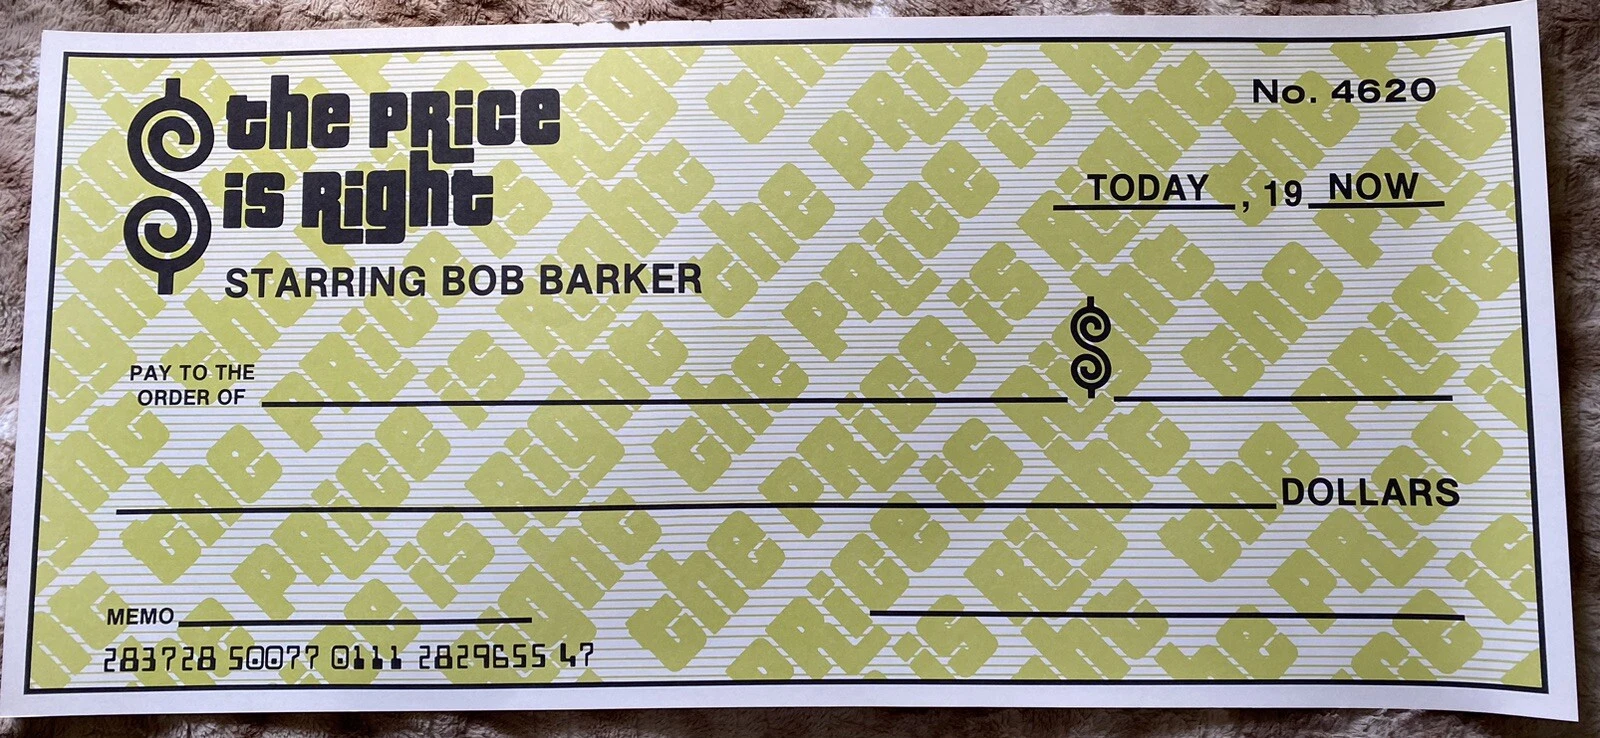 the PRice
is Right
STARRING BOB BARKER
No. 4620
TODAY, 19 NOW
PAY TO THE
ORDER OF
$
DOLLARS
MEMO
283728 50077 0111 2829655 47